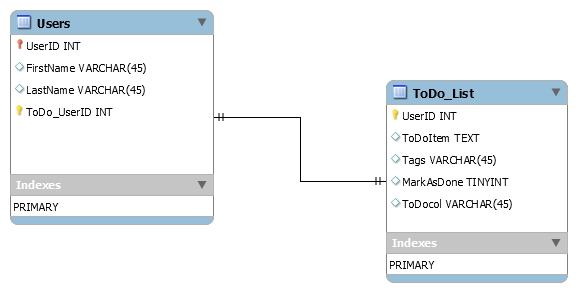 Users
UserID INT
FirstName VARCHAR(45)
LastName VARCHAR(45)
ToDo_UserID INT
Indexes
PRIMARY
ToDo_List
UserID INT
ToDoItem TEXT
Tags VARCHAR(45)
MarkAsDone TINYINT
ToDocol VARCHAR(45)
Indexes
PRIMARY